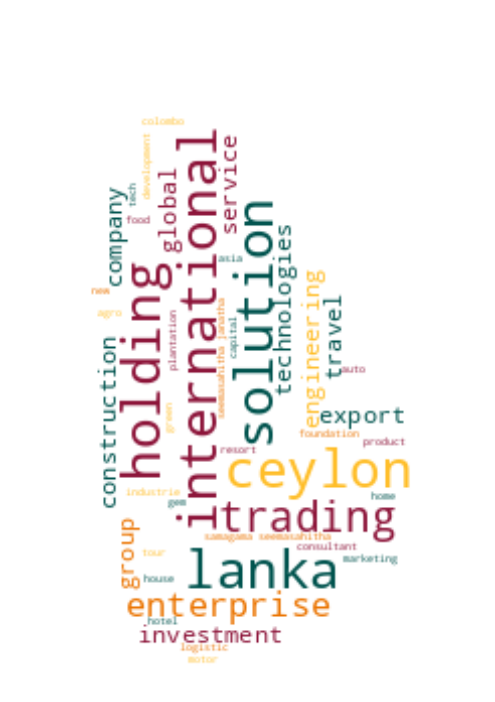 colombo
international
service
development
tech
company
global
food
solution
technologies
asia
holding
engineering
new
travel
agro
plantation
seemasahitha janatha
capital
construction
auto
green
export
foundation
product
resort
ceylon
industrie
home
gem
trading
group
samagama seemasahitha
consultant
tour
lanka
marketing
house
enterprise
hotel
investment
logistic
motor